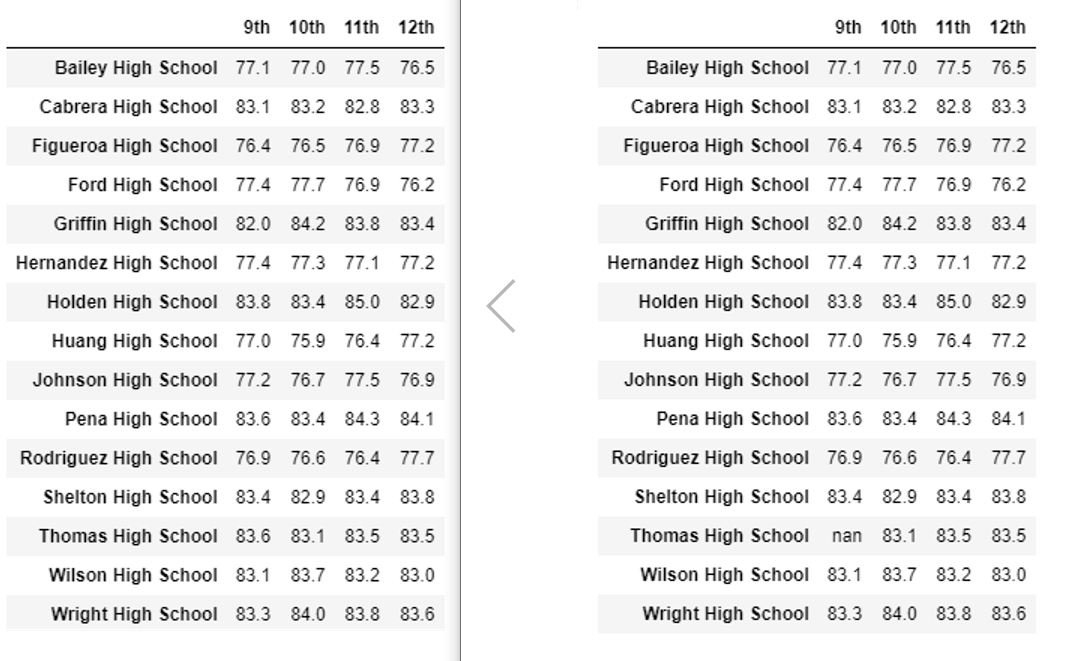 9th 10th 11th 12th
Bailey High School 77.1 77.0 77.5 76.5
Cabrera High School 83.1 83.2 82.8 83.3
Figueroa High School 76.4 76.5 76.9 77.2
Ford High School 77.4 77.7 76.9 76.2
Griffin High School 82.0 84.2 83.8 83.4
Hernandez High School 77.4 77.3 77.1 77.2
Holden High School 83.8 83.4 85.0 82.9
Huang High School 77.0 75.9 76.4 77.2
Johnson High School 77.2 76.7 77.5 76.9
Pena High School 83.6 83.4 84.3 84.1
Rodriguez High School 76.9 76.6 76.4 77.7
Shelton High School 83.4 82.9 83.4 83.8
Thomas High School 83.6 83.1 83.5 83.5
Wilson High School 83.1 83.7 83.2 83.0
Wright High School 83.3 84.0 83.8 83.6
9th 10th 11th 12th
Bailey High School 77.1 77.0 77.5 76.5
Cabrera High School 83.1 83.2 82.8 83.3
Figueroa High School 76.4 76.5 76.9 77.2
Ford High School 77.4 77.7 76.9 76.2
Griffin High School 82.0 84.2 83.8 83.4
Hernandez High School 77.4 77.3 77.1 77.2
Holden High School 83.8 83.4 85.0 82.9
Huang High School 77.0 75.9 76.4 77.2
Johnson High School 77.2 76.7 77.5 76.9
Pena High School 83.6 83.4 84.3 84.1
Rodriguez High School 76.9 76.6 76.4 77.7
Shelton High School 83.4 82.9 83.4 83.8
Thomas High School nan 83.1 83.5 83.5
Wilson High School 83.1 83.7 83.2 83.0
Wright High School 83.3 84.0 83.8 83.6